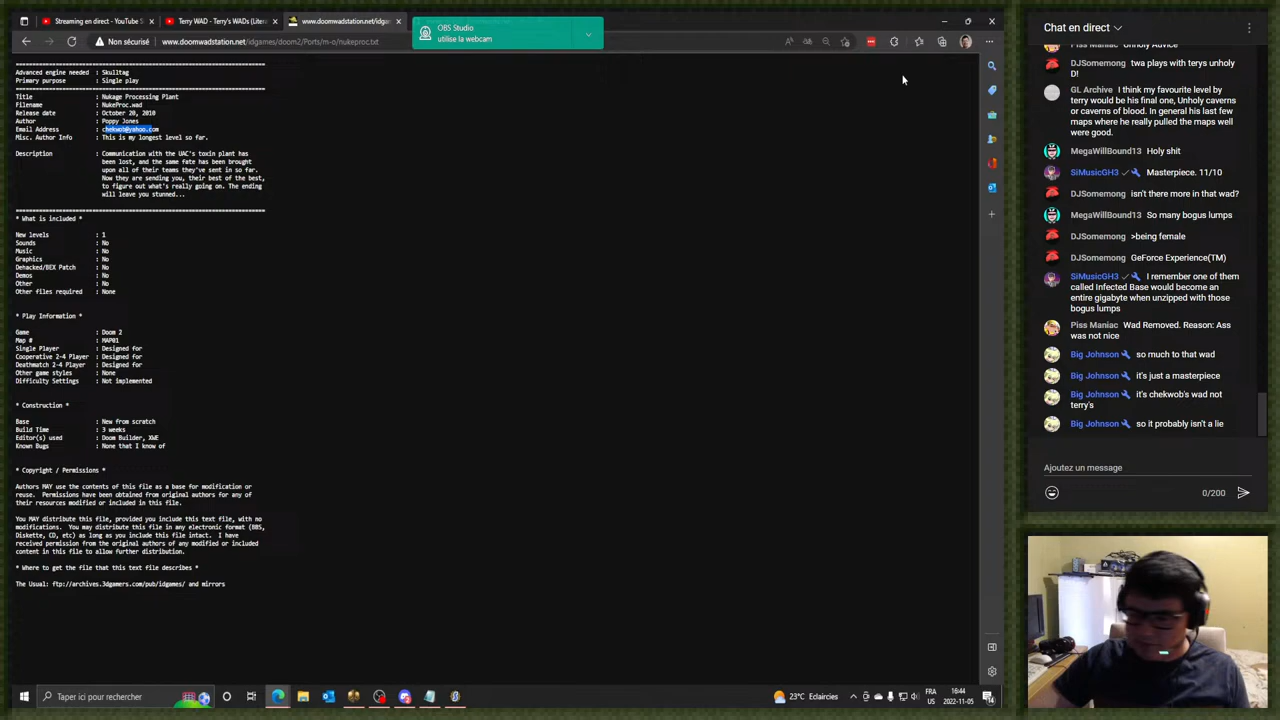 Streaming en direct - YouTube S
Terry WAD - Terry's WADs (Liter
www.doomwadstation.net/idgam
OBS Studio
utilise la webcam
Non sécurisé
www.doomwadstation.net/idgames/doom2/Ports/m-o/nukeproc.txt
===========================================================================
Advanced engine needed : Skulltag
Primary purpose : Single play
===========================================================================
Title : Nukage Processing Plant
Filename : NukeProc.wad
Release date : October 20, 2010
Author : Poppy Jones
Email Address : chekwob@yahoo.com
Misc. Author Info : This is my longest level so far.
Description : Communication with the UAC's toxin plant has
been lost, and the same fate has been brought
upon all of their teams they've sent in so far.
Now they are sending you, their best of the best,
to figure out what's really going on. The ending
will leave you stunned...
===========================================================================
* What is included *
New levels : 1
Sounds : No
Music : No
Graphics : No
Dehacked/BEX Patch : No
Demos : No
Other : No
Other files required : None
* Play Information *
Game : Doom 2
Map # : MAP01
Single Player : Designed for
Cooperative 2-4 Player : Designed for
Deathmatch 2-4 Player : Designed for
Other game styles : None
Difficulty Settings : Not implemented
* Construction *
Base : New from scratch
Build Time : 3 weeks
Editor(s) used : Doom Builder, XWE
Known Bugs : None that I know of
* Copyright / Permissions *
Authors MAY use the contents of this file as a base for modification or
reuse. Permissions have been obtained from original authors for any of
their resources modified or included in this file.
You MAY distribute this file, provided you include this text file, with no
modifications. You may distribute this file in any electronic format (BBS,
Diskette, CD, etc) as long as you include this file intact. I have
received permission from the original authors of any modified or included
content in this file to allow further distribution.
* Where to get the file that this text file describes *
The Usual: ftp://archives.3dgamers.com/pub/idgames/ and mirrors
Taper ici pour rechercher
23°C Eclaircies
FRA
US
16:44
2022-11-05
14
Chat en direct
Piss Maniac Unholy Advice
DJSomemong twa plays with terys unholy
D!
GL Archive I think my favourite level by
terry would be his final one, Unholy caverns
or caverns of blood. In general his last few
maps where he really pulled the maps well
were good.
MegaWillBound13 Holy shit
SiMusicGH3 Masterpiece. 11/10
DJSomemong isn't there more in that wad?
MegaWillBound13 So many bogus lumps
DJSomemong >being female
DJSomemong GeForce Experience(TM)
SiMusicGH3 I remember one of them
called Infected Base would become an
entire gigabyte when unzipped with those
bogus lumps
Piss Maniac Wad Removed. Reason: Ass
was not nice
Big Johnson so much to that wad
Big Johnson it's just a masterpiece
Big Johnson it's chekwob's wad not
terry's
Big Johnson so it probably isn't a lie
Ajoutez un message
0/200